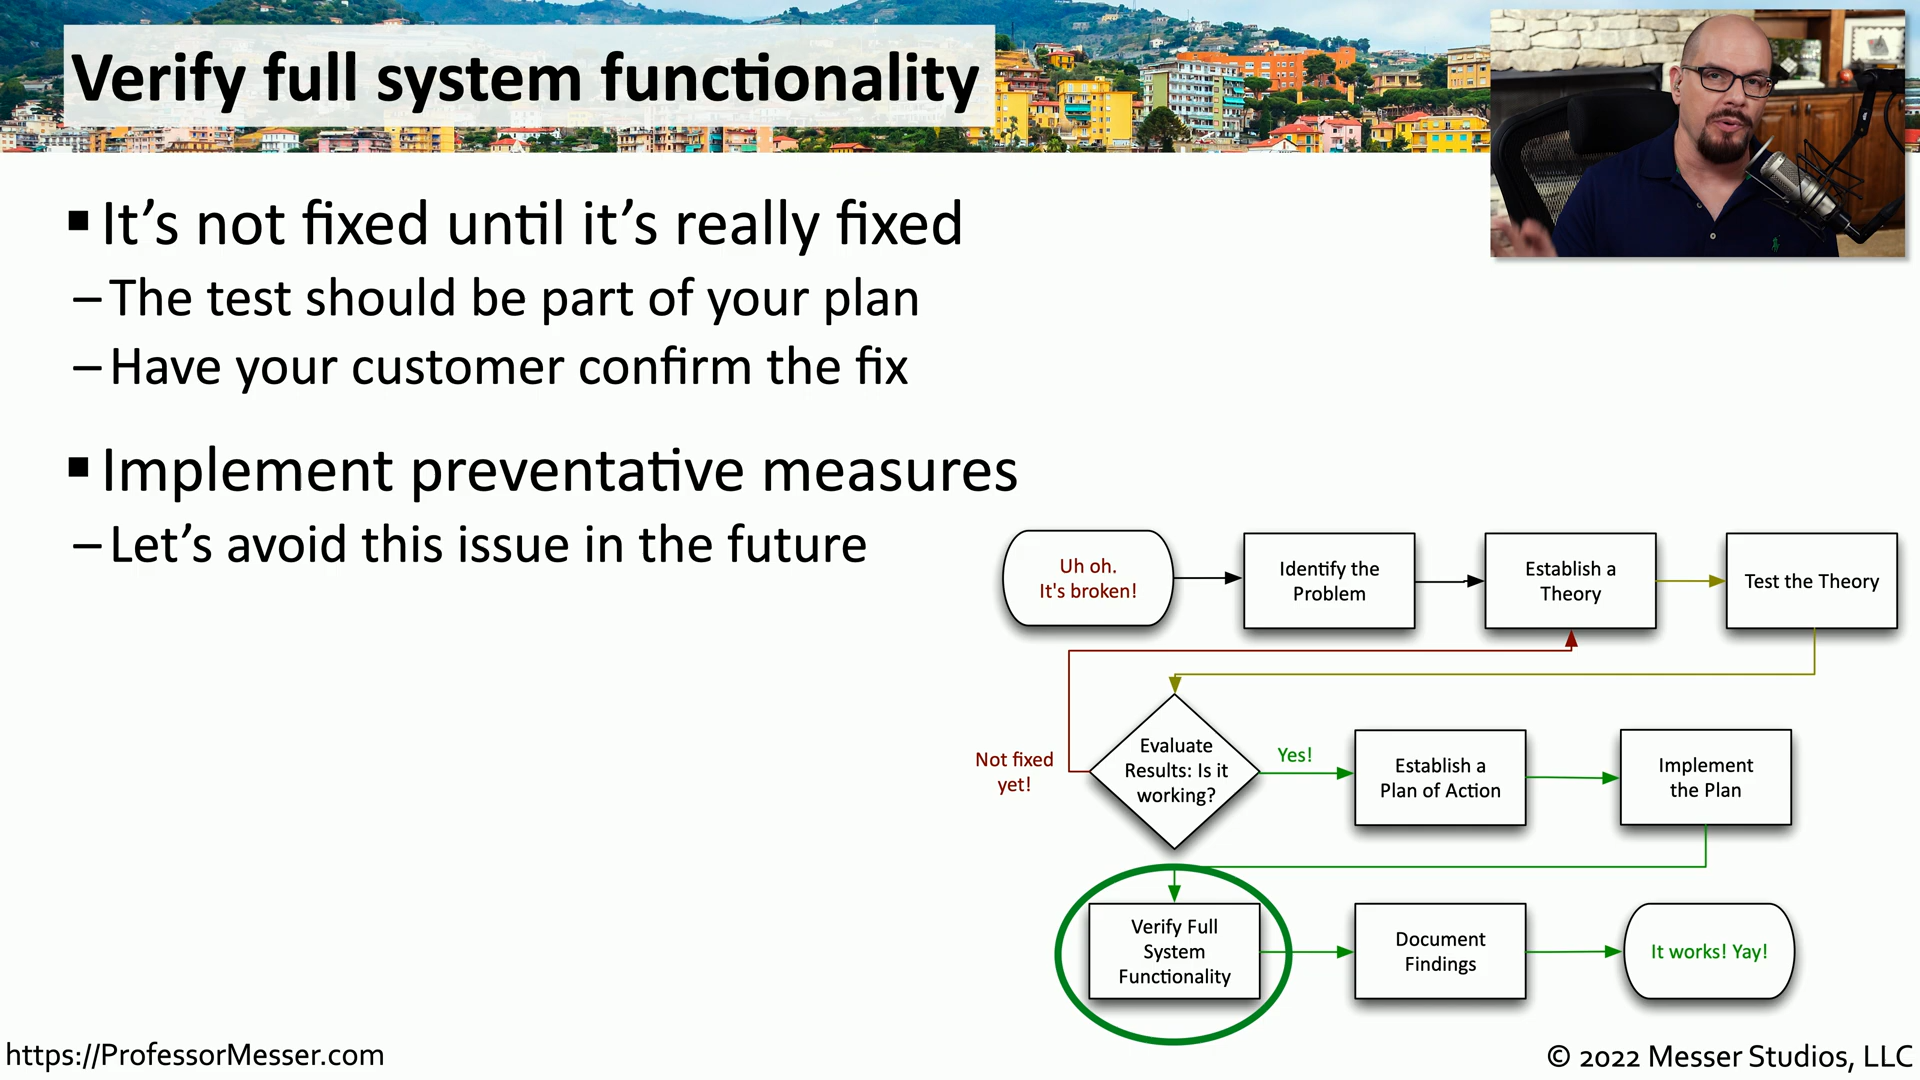 Verify full system functionality
▪ It's not fixed until it's really fixed
– The test should be part of your plan
– Have your customer confirm the fix
▪ Implement preventative measures
– Let's avoid this issue in the future
Uh oh.
It's broken!
Identify the
Problem
Establish a
Theory
Test the Theory
Not fixed
yet!
Evaluate
Results: Is it
working?
Yes!
Establish a
Plan of Action
Implement
the Plan
Verify Full
System
Functionality
Document
Findings
It works! Yay!
https://ProfessorMesser.com
© 2022 Messer Studios, LLC